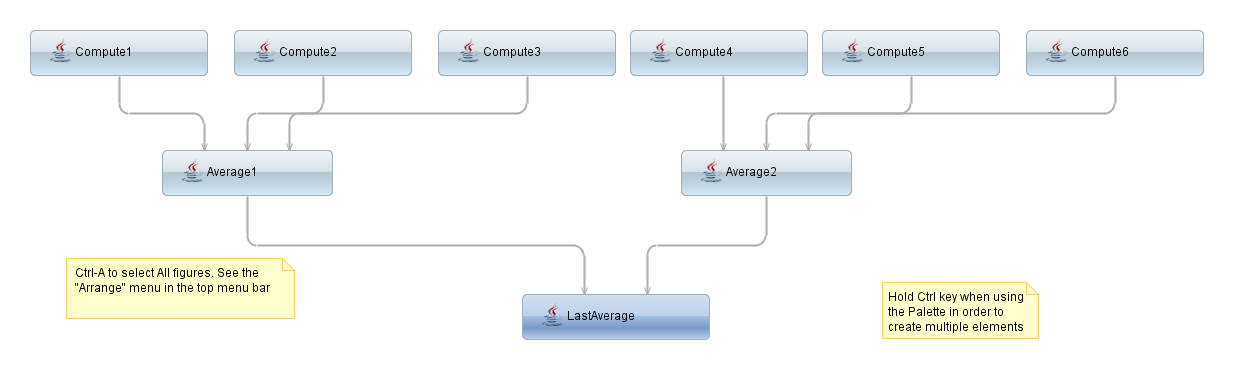 Compute1
Compute2
Compute3
Compute4
Compute5
Compute6
Average1
Average2
Ctrl-A to select All figures. See the
"Arrange" menu in the top menu bar
LastAverage
Hold Ctrl key when using
the Palette in order to
create multiple elements